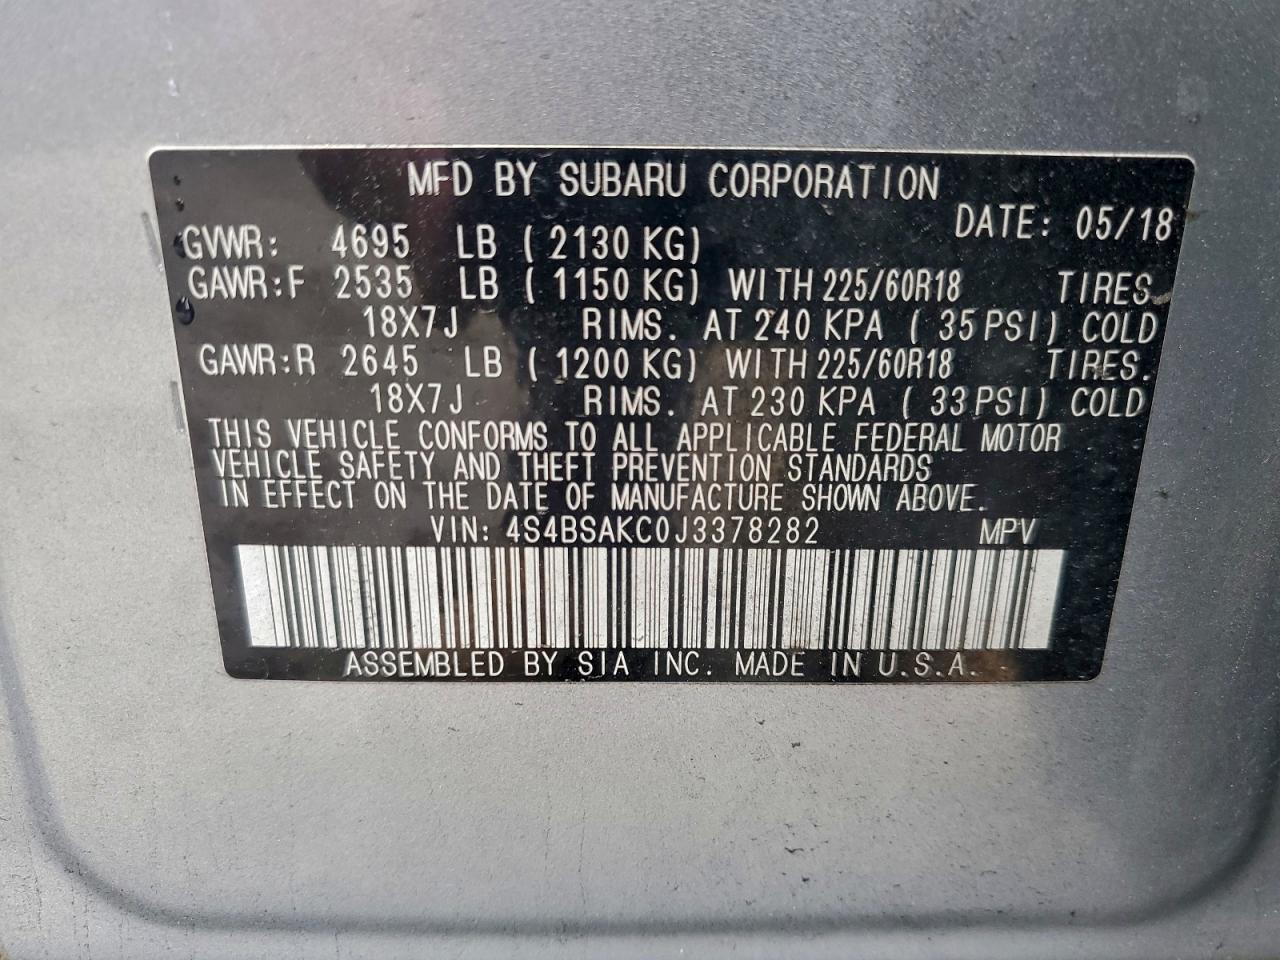 MFD BY SUBARU CORPORATION
DATE: 05/18
GVWR: 4695 LB ( 2130 KG)
GAWR:F 2535 LB ( 1150 KG) WITH 225/60R18 TIRES.
18X7J RIMS. AT 240 KPA ( 35 PSI) COLD
GAWR:R 2645 LB ( 1200 KG) WITH 225/60R18 TIRES.
18X7J RIMS. AT 230 KPA ( 33 PSI) COLD
THIS VEHICLE CONFORMS TO ALL APPLICABLE FEDERAL MOTOR
VEHICLE SAFETY AND THEFT PREVENTION STANDARDS
IN EFFECT ON THE DATE OF MANUFACTURE SHOWN ABOVE.
VIN: 4S4BSAKC0J3378282 MPV
ASSEMBLED BY SIA INC. MADE IN U.S.A.